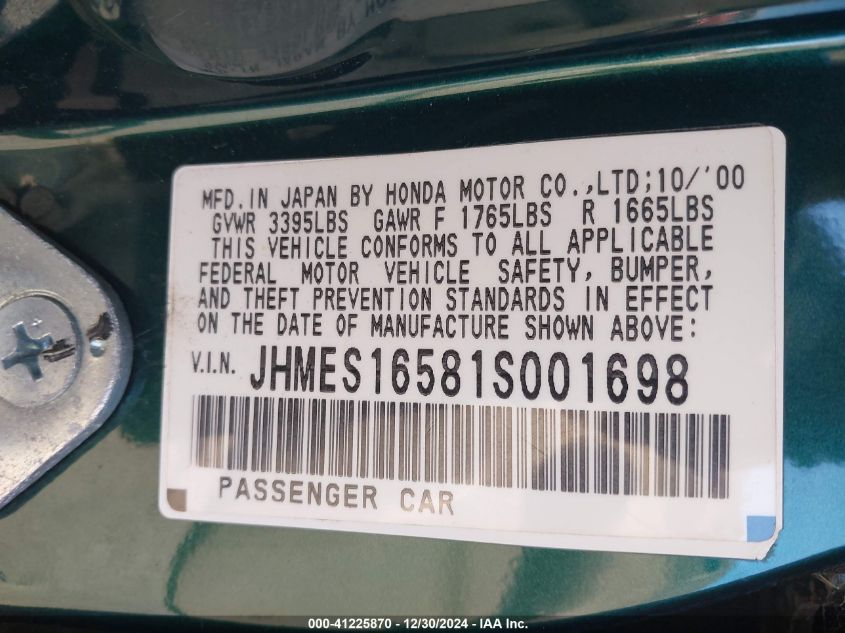 MFD.IN JAPAN BY HONDA MOTOR CO.,LTD;10/'00
GVWR 3395LBS GAWR F 1765LBS R 1665LBS
THIS VEHICLE CONFORMS TO ALL APPLICABLE
FEDERAL MOTOR VEHICLE SAFETY, BUMPER,
AND THEFT PREVENTION STANDARDS IN EFFECT
ON THE DATE OF MANUFACTURE SHOWN ABOVE:
V.I.N. JHMES16581S001698
PASSENGER CAR
000-41225870 - 12/30/2024 - 1155 - IAA Inc.